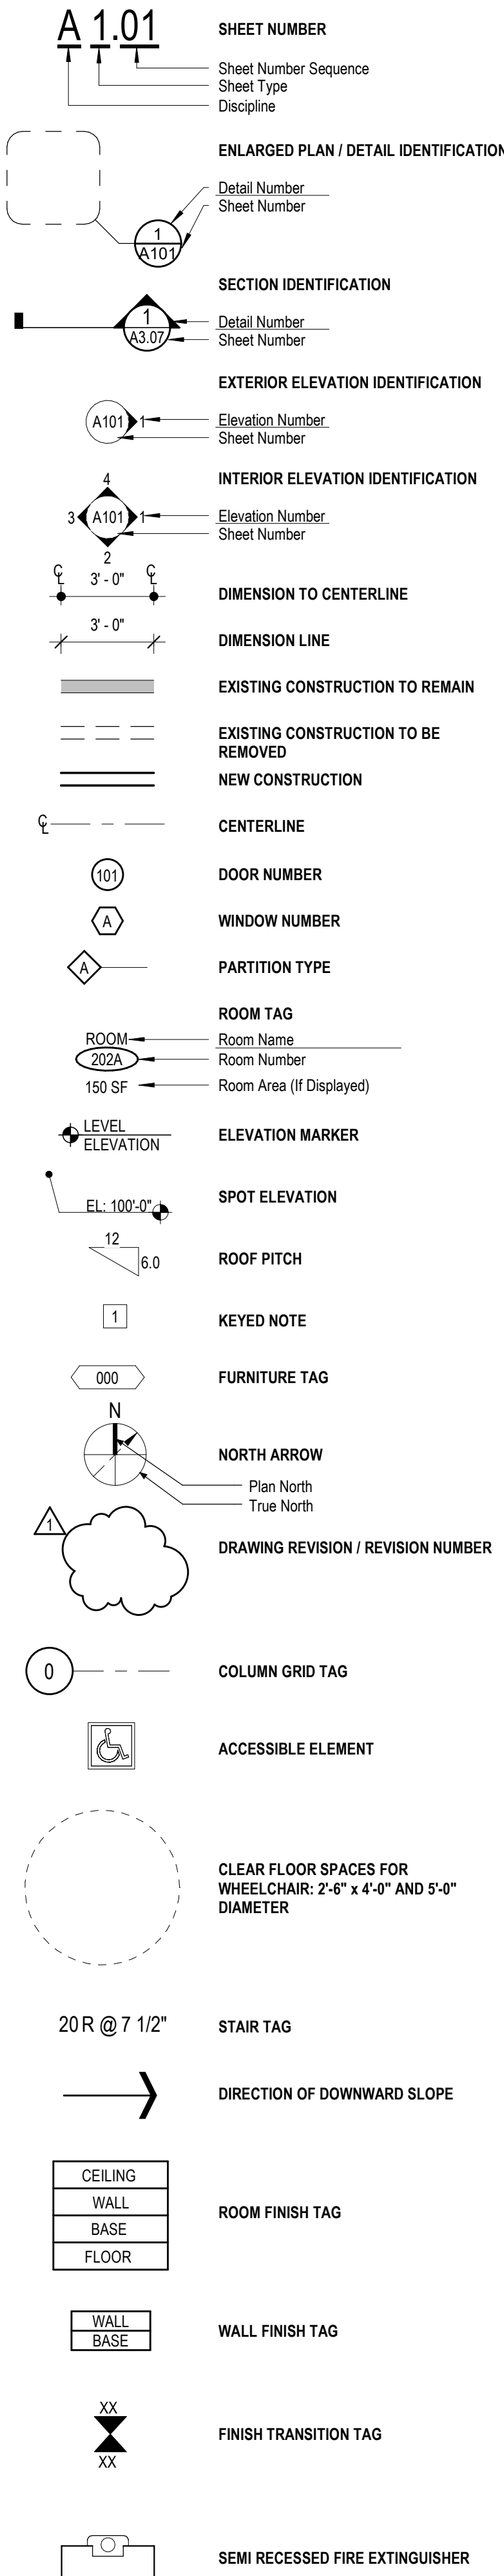 A 1.01
SHEET NUMBER
Sheet Number Sequence
Sheet Type
Discipline
ENLARGED PLAN / DETAIL IDENTIFICATION
Detail Number
Sheet Number
1
A101
SECTION IDENTIFICATION
1
Detail Number
A3.07
Sheet Number
EXTERIOR ELEVATION IDENTIFICATION
A101 1
Elevation Number
Sheet Number
INTERIOR ELEVATION IDENTIFICATION
4
3 A101 1
2
Elevation Number
Sheet Number
℄ 3' - 0" ℄
DIMENSION TO CENTERLINE
3' - 0"
DIMENSION LINE
EXISTING CONSTRUCTION TO REMAIN
EXISTING CONSTRUCTION TO BE
REMOVED
NEW CONSTRUCTION
℄
CENTERLINE
101
DOOR NUMBER
A
WINDOW NUMBER
A
PARTITION TYPE
ROOM TAG
ROOM
Room Name
202A
Room Number
150 SF
Room Area (If Displayed)
LEVEL
ELEVATION
ELEVATION MARKER
EL: 100'-0"
SPOT ELEVATION
12
6.0
ROOF PITCH
1
KEYED NOTE
000
FURNITURE TAG
N
NORTH ARROW
Plan North
True North
1
DRAWING REVISION / REVISION NUMBER
0
COLUMN GRID TAG
ACCESSIBLE ELEMENT
CLEAR FLOOR SPACES FOR
WHEELCHAIR: 2'-6" x 4'-0" AND 5'-0"
DIAMETER
20 R @ 7 1/2"
STAIR TAG
DIRECTION OF DOWNWARD SLOPE
CEILING
WALL
BASE
FLOOR
ROOM FINISH TAG
WALL
BASE
WALL FINISH TAG
XX
XX
FINISH TRANSITION TAG
SEMI RECESSED FIRE EXTINGUISHER